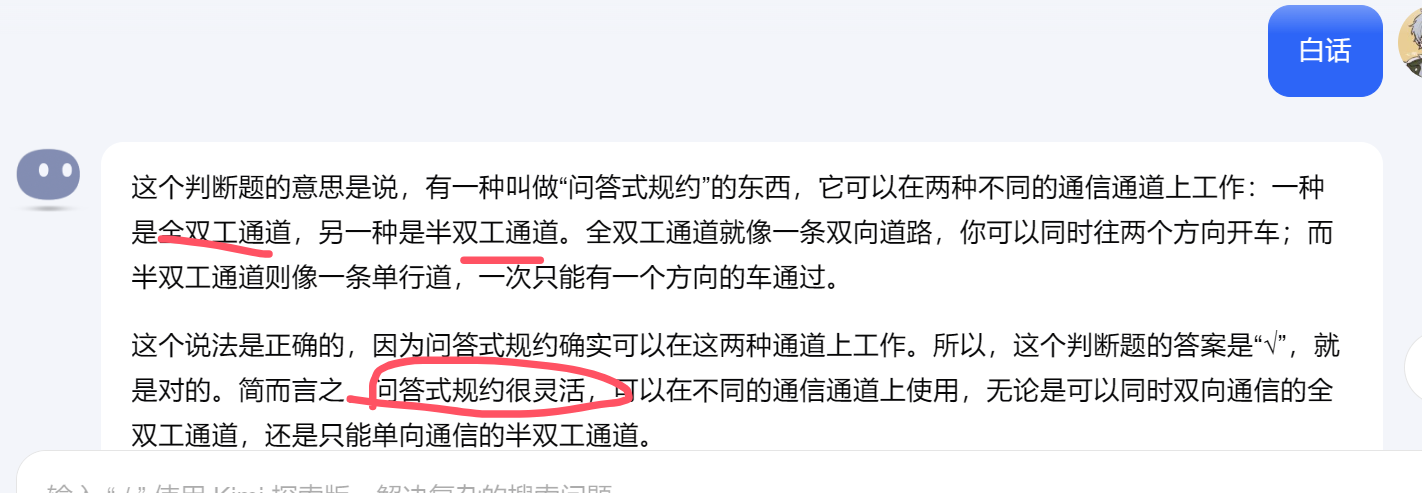 白话
这个判断题的意思是说，有一种叫做“问答式规约”的东西，它可以在两种不同的通信通道上工作：一种
是全双工通道，另一种是半双工通道。全双工通道就像一条双向道路，你可以同时往两个方向开车；而
半双工通道则像一条单行道，一次只能有一个方向的车通过。
这个说法是正确的，因为问答式规约确实可以在这两种通道上工作。所以，这个判断题的答案是“√”，就
是对的。简而言之，问答式规约很灵活，可以在不同的通信通道上使用，无论是可以同时双向通信的全
双工通道，还是只能单向通信的半双工通道。
输入 “/” 使用 Kimi 探索版，解决复杂的搜索问题